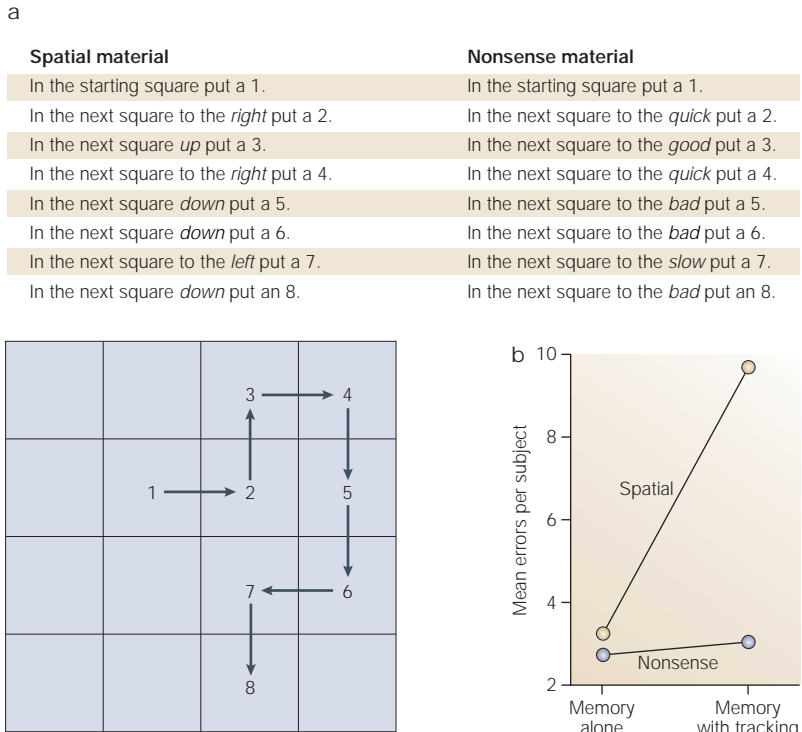 a
Spatial material
In the starting square put a 1.
In the next square to the right put a 2.
In the next square up put a 3.
In the next square to the right put a 4.
In the next square down put a 5.
In the next square down put a 6.
In the next square to the left put a 7.
In the next square down put an 8.
Nonsense material
In the starting square put a 1.
In the next square to the quick put a 2.
In the next square to the good put a 3.
In the next square to the quick put a 4.
In the next square to the bad put a 5.
In the next square to the bad put a 6.
In the next square to the slow put a 7.
In the next square to the bad put an 8.
3 4
1 2 5
7 6
8
b
Mean errors per subject
10
8
6
4
2
Spatial
Nonsense
Memory
alone
Memory
with tracking